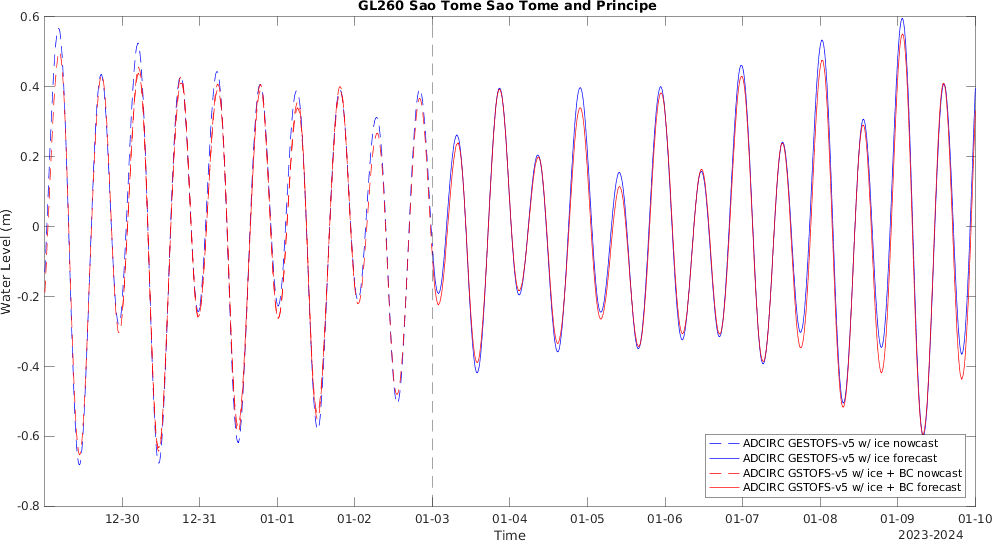 GL260 Sao Tome Sao Tome and Principe
0.6
0.4
0.2
0
-0.2
-0.4
-0.6
-0.8
Water Level (m)
12-30 12-31 01-01 01-02 01-03 01-04 01-05 01-06 01-07 01-08 01-09 01-10
Time
2023-2024
ADCIRC GESTOFS-v5 w/ ice nowcast
ADCIRC GESTOFS-v5 w/ ice forecast
ADCIRC GSTOFS-v5 w/ ice + BC nowcast
ADCIRC GSTOFS-v5 w/ ice + BC forecast